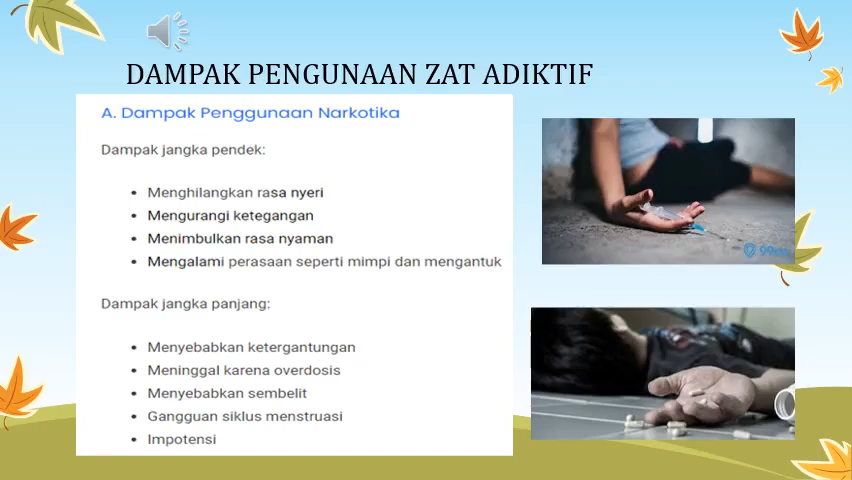 DAMPAK PENGUNAAN ZAT ADIKTIF
A. Dampak Penggunaan Narkotika
Dampak jangka pendek:
• Menghilangkan rasa nyeri
• Mengurangi ketegangan
• Menimbulkan rasa nyaman
• Mengalami perasaan seperti mimpi dan mengantuk
Dampak jangka panjang:
• Menyebabkan ketergantungan
• Meninggal karena overdosis
• Menyebabkan sembelit
• Gangguan siklus menstruasi
• Impotensi